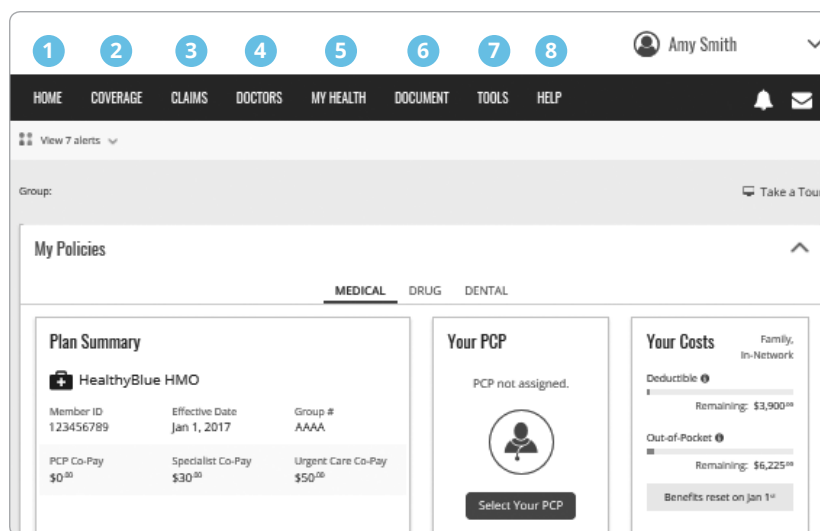 1 2 3 4 5 6 7 8
Amy Smith
HOME COVERAGE CLAIMS DOCTORS MY HEALTH DOCUMENT TOOLS HELP
View 7 alerts
Group:
Take a Tour
My Policies
MEDICAL DRUG DENTAL
Plan Summary
HealthyBlue HMO
Member ID Effective Date Group #
123456789 Jan 1, 2017 AAAA
PCP Co-Pay Specialist Co-Pay Urgent Care Co-Pay
$0.00 $30.00 $50.00
Your PCP
PCP not assigned.
Select Your PCP
Your Costs
Family,
In-Network
Deductible
Remaining: $3,900.00
Out-of-Pocket
Remaining: $6,225.00
Benefits reset on Jan 1st